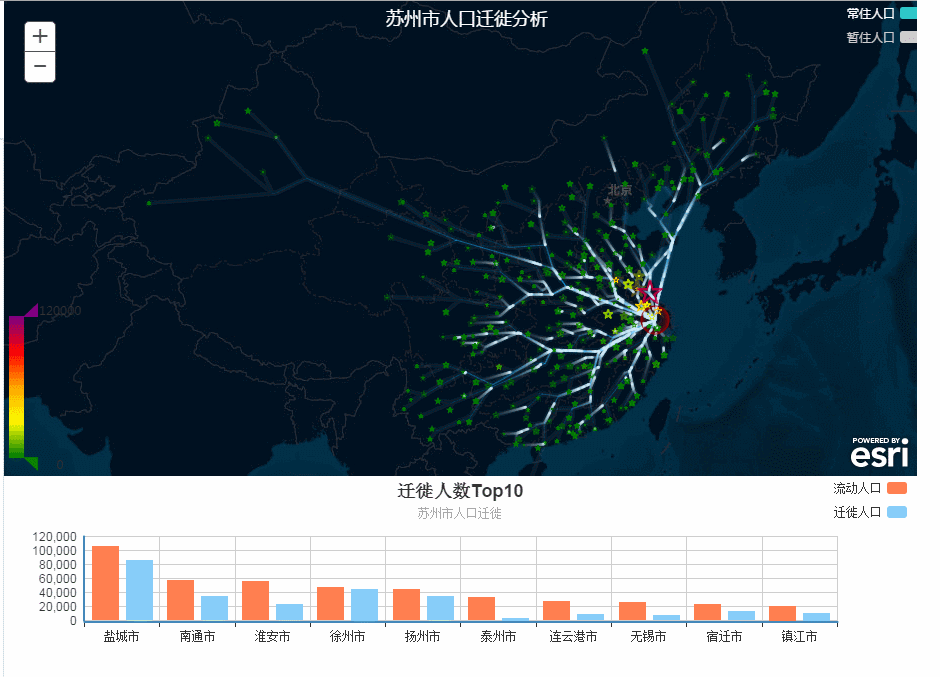 苏州市人口迁徙分析
常住人口
暂住人口
+
−
北京
120000
0
POWERED BY
esri
迁徙人数Top10
苏州市人口迁徙
流动人口
迁徙人口
120,000
100,000
80,000
60,000
40,000
20,000
0
盐城市 南通市 淮安市 徐州市 扬州市 泰州市 连云港市 无锡市 宿迁市 镇江市